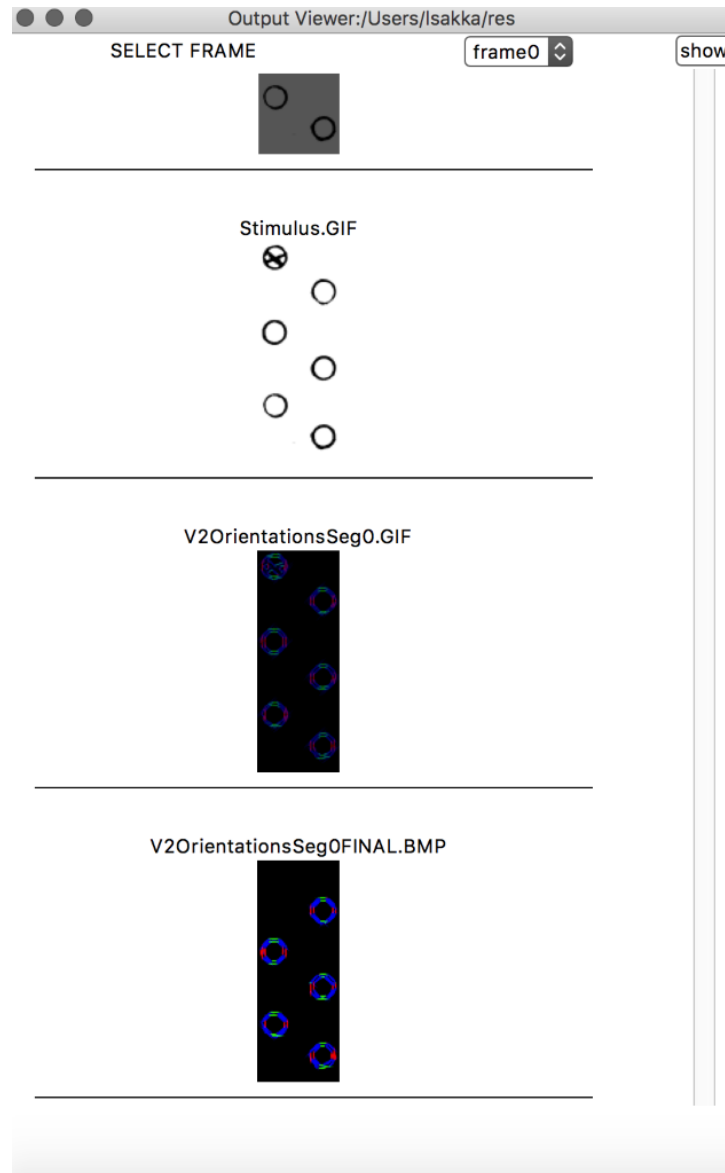 Output Viewer:/Users/lsakka/res
SELECT FRAME frame0 show
Stimulus.GIF
V2OrientationsSeg0.GIF
V2OrientationsSeg0FINAL.BMP